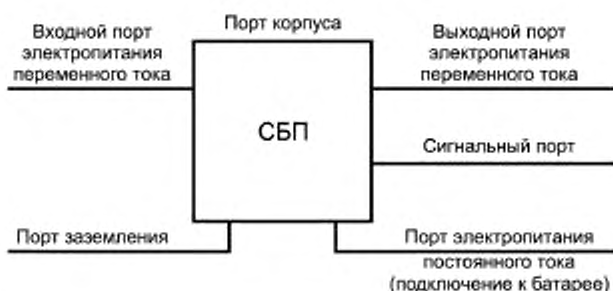 Входной порт
электропитания
переменного тока
Порт корпуса
Выходной порт
электропитания
переменного тока
СБП
Сигнальный порт
Порт заземления
Порт электропитания
постоянного тока
(подключение к батарее)